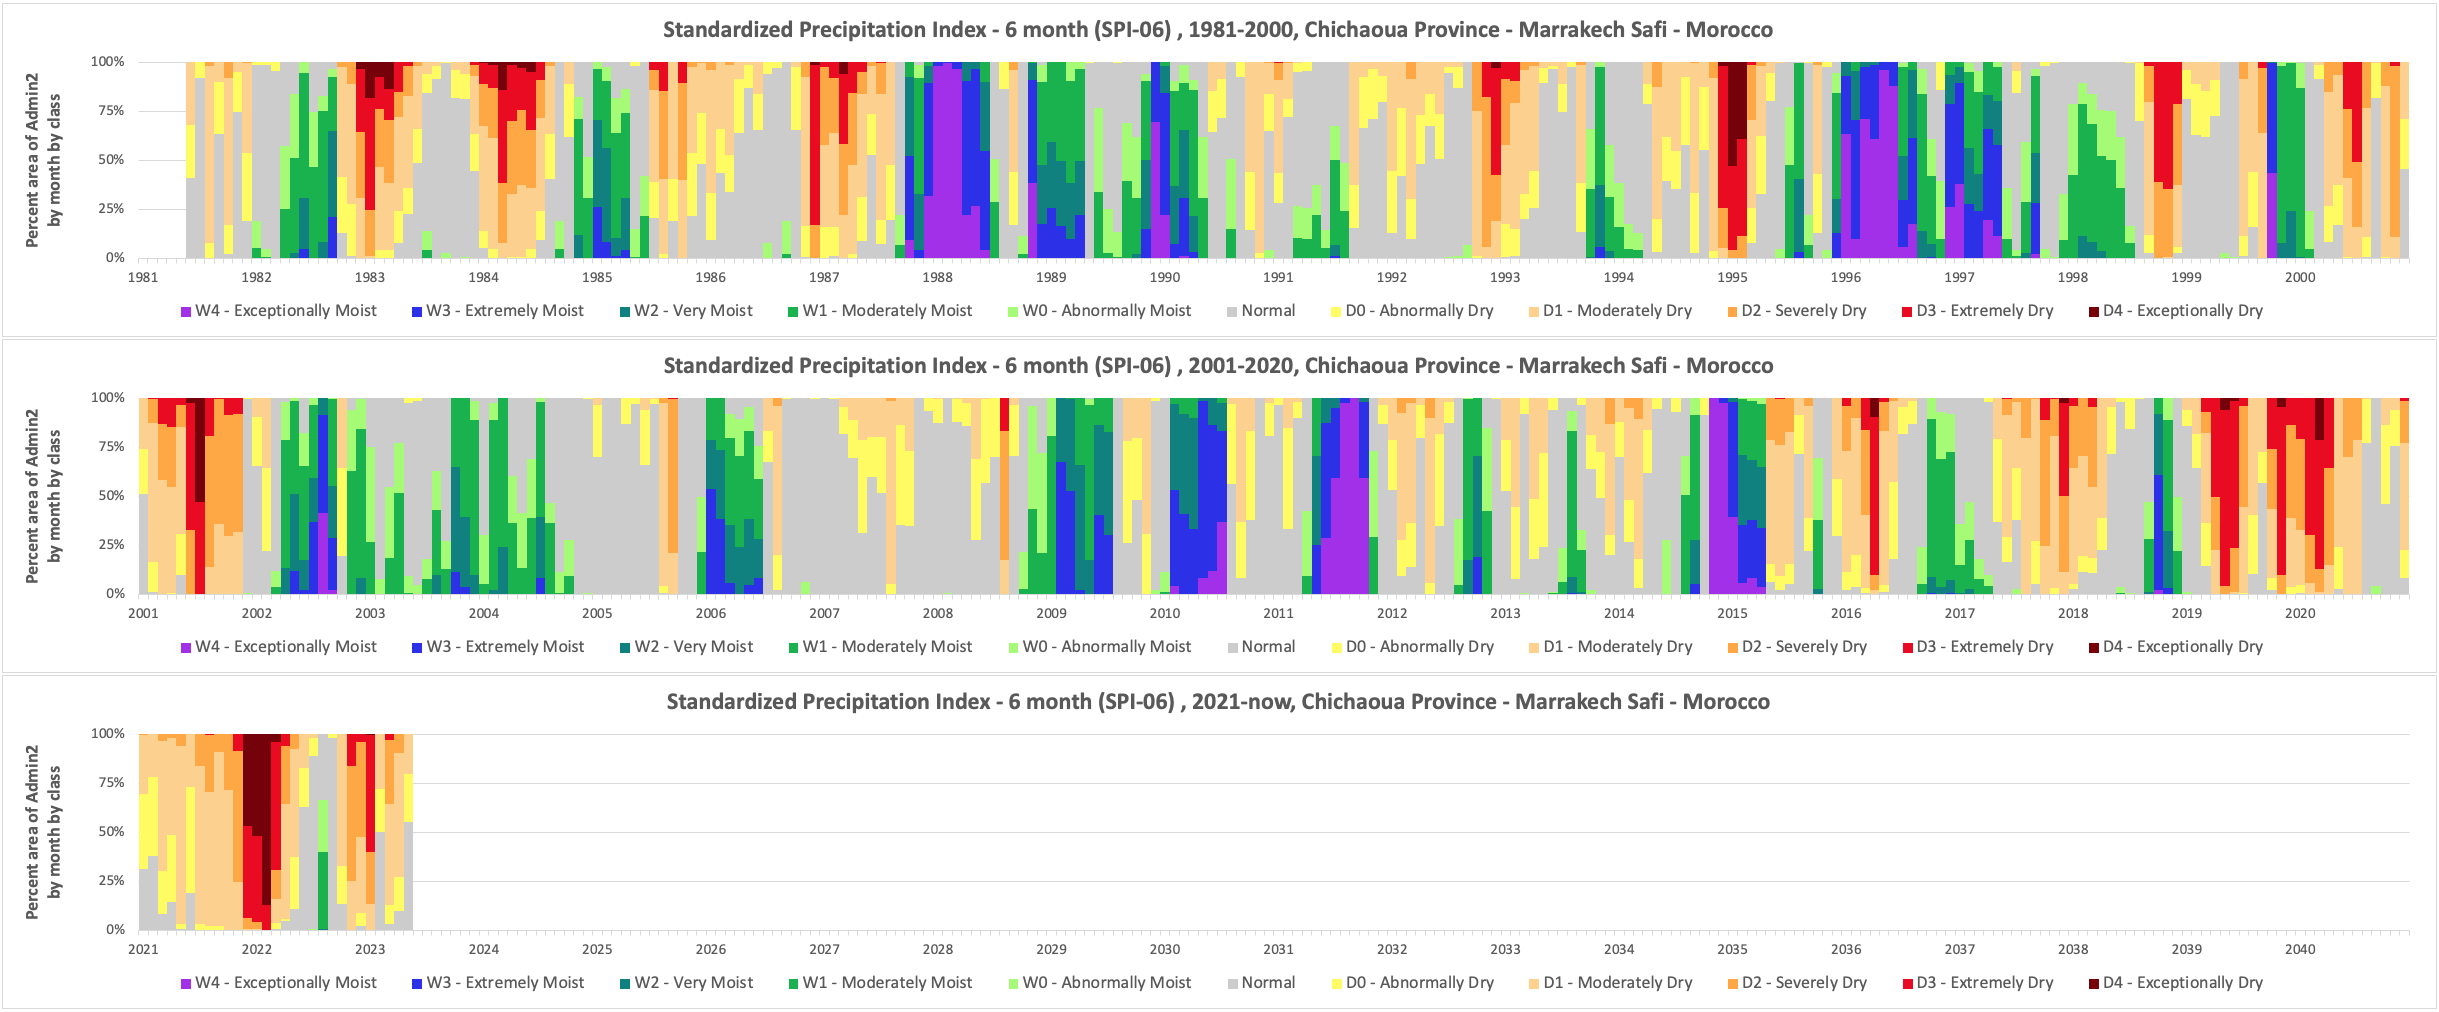 Standardized Precipitation Index - 6 month (SPI-06) , 1981-2000, Chichaoua Province - Marrakech Safi - Morocco
Percent area of Admin2
by month by class
100%
75%
50%
25%
0%
1981 1982 1983 1984 1985 1986 1987 1988 1989 1990 1991 1992 1993 1994 1995 1996 1997 1998 1999 2000
W4 - Exceptionally Moist W3 - Extremely Moist W2 - Very Moist W1 - Moderately Moist W0 - Abnormally Moist Normal D0 - Abnormally Dry D1 - Moderately Dry D2 - Severely Dry D3 - Extremely Dry D4 - Exceptionally Dry
Standardized Precipitation Index - 6 month (SPI-06) , 2001-2020, Chichaoua Province - Marrakech Safi - Morocco
Percent area of Admin2
by month by class
100%
75%
50%
25%
0%
2001 2002 2003 2004 2005 2006 2007 2008 2009 2010 2011 2012 2013 2014 2015 2016 2017 2018 2019 2020
W4 - Exceptionally Moist W3 - Extremely Moist W2 - Very Moist W1 - Moderately Moist W0 - Abnormally Moist Normal D0 - Abnormally Dry D1 - Moderately Dry D2 - Severely Dry D3 - Extremely Dry D4 - Exceptionally Dry
Standardized Precipitation Index - 6 month (SPI-06) , 2021-now, Chichaoua Province - Marrakech Safi - Morocco
Percent area of Admin2
by month by class
100%
75%
50%
25%
0%
2021 2022 2023 2024 2025 2026 2027 2028 2029 2030 2031 2032 2033 2034 2035 2036 2037 2038 2039 2040
W4 - Exceptionally Moist W3 - Extremely Moist W2 - Very Moist W1 - Moderately Moist W0 - Abnormally Moist Normal D0 - Abnormally Dry D1 - Moderately Dry D2 - Severely Dry D3 - Extremely Dry D4 - Exceptionally Dry